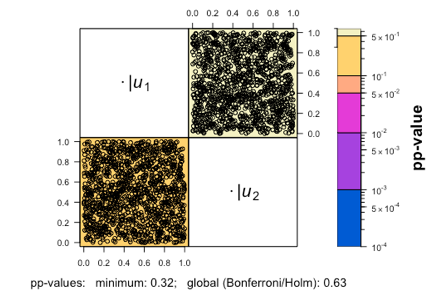 0.0 0.2 0.4 0.6 0.8 1.0
·|u₁
1.0
0.8
0.6
0.4
0.2
0.0
1.0
0.8
0.6
0.4
0.2
0.0
·|u₂
0.0 0.2 0.4 0.6 0.8 1.0
5 × 10⁻¹
10⁻¹
5 × 10⁻²
10⁻²
5 × 10⁻³
10⁻³
5 × 10⁻⁴
10⁻⁴
pp-value
pp-values: minimum: 0.32; global (Bonferroni/Holm): 0.63